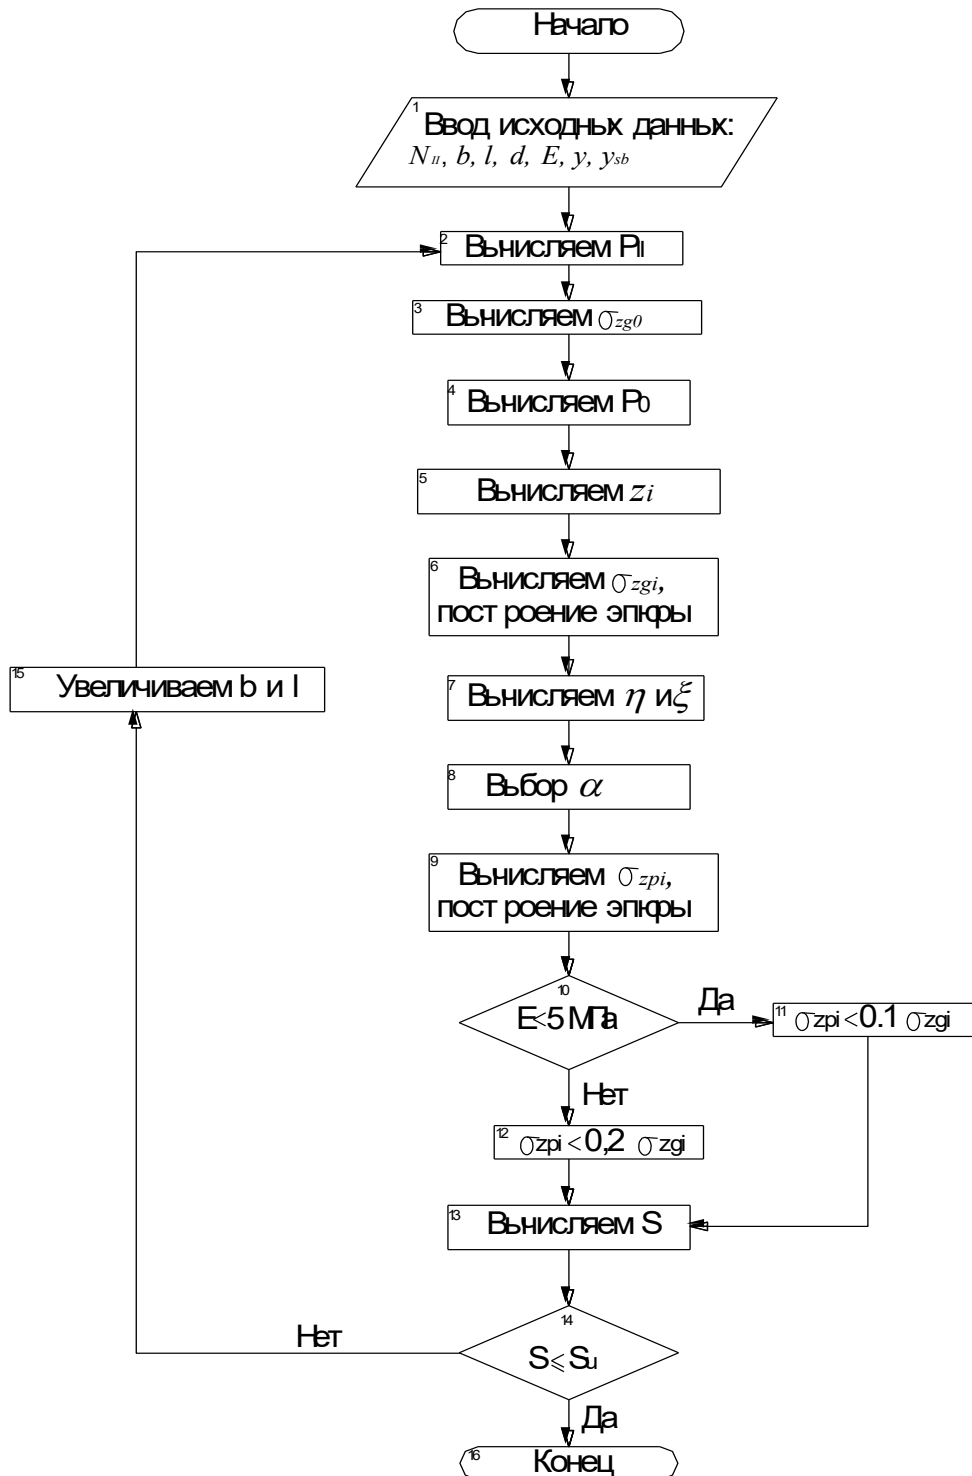 Начало
1 Ввод исходных данных:
N II, b, l, d, E, y, y sb
2 Вычисляем PII
3 Вычисляем σzg0
4 Вычисляем P0
5 Вычисляем zi
6 Вычисляем σzgi,
построение эпюры
15 Увеличиваем b и l
7 Вычисляем η и ξ
8 Выбор α
9 Вычисляем σzpi,
построение эпюры
10
E<5 МПа
Да
11 σzpi <0.1 σzgi
Нет
12 σzpi <0,2 σzgi
13 Вычисляем S
14
Нет
S⩽Su
Да
16 Конец